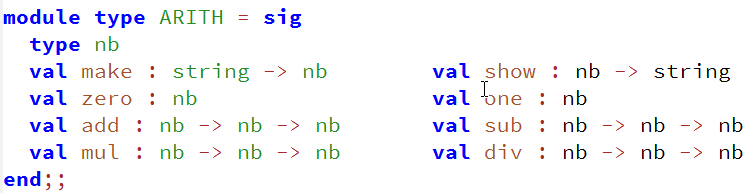 module type ARITH = sig
type nb
val make : string -> nb val show : nb -> string
val zero : nb val one : nb
val add : nb -> nb -> nb val sub : nb -> nb -> nb
val mul : nb -> nb -> nb val div : nb -> nb -> nb
end;;